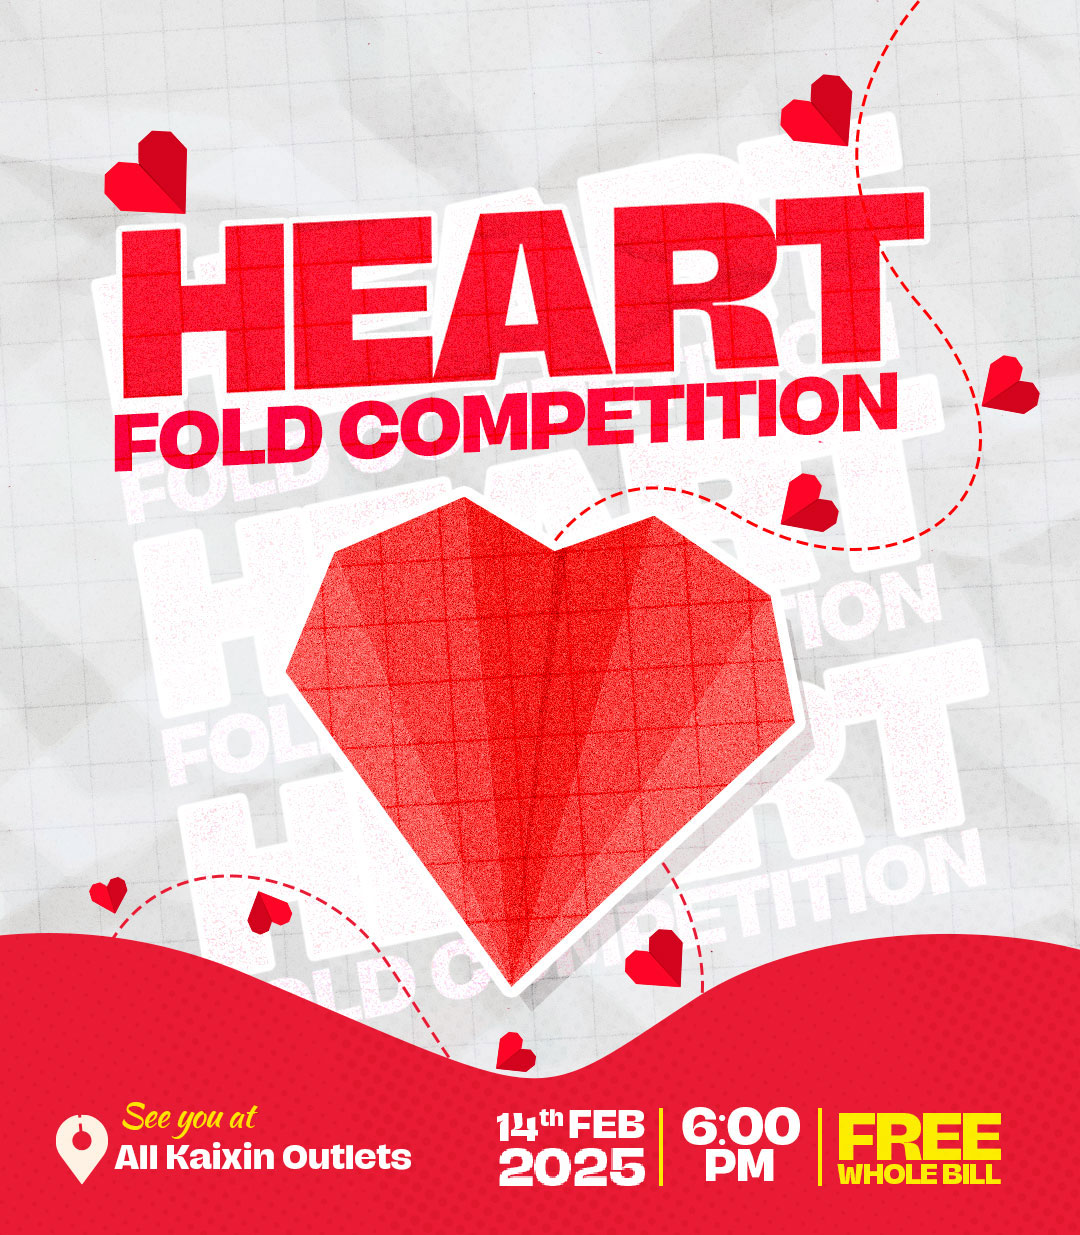 HEART
FOLD COMPETITION
See you at
All Kaixin Outlets
14th FEB
2025
6:00
PM
FREE
WHOLE BILL